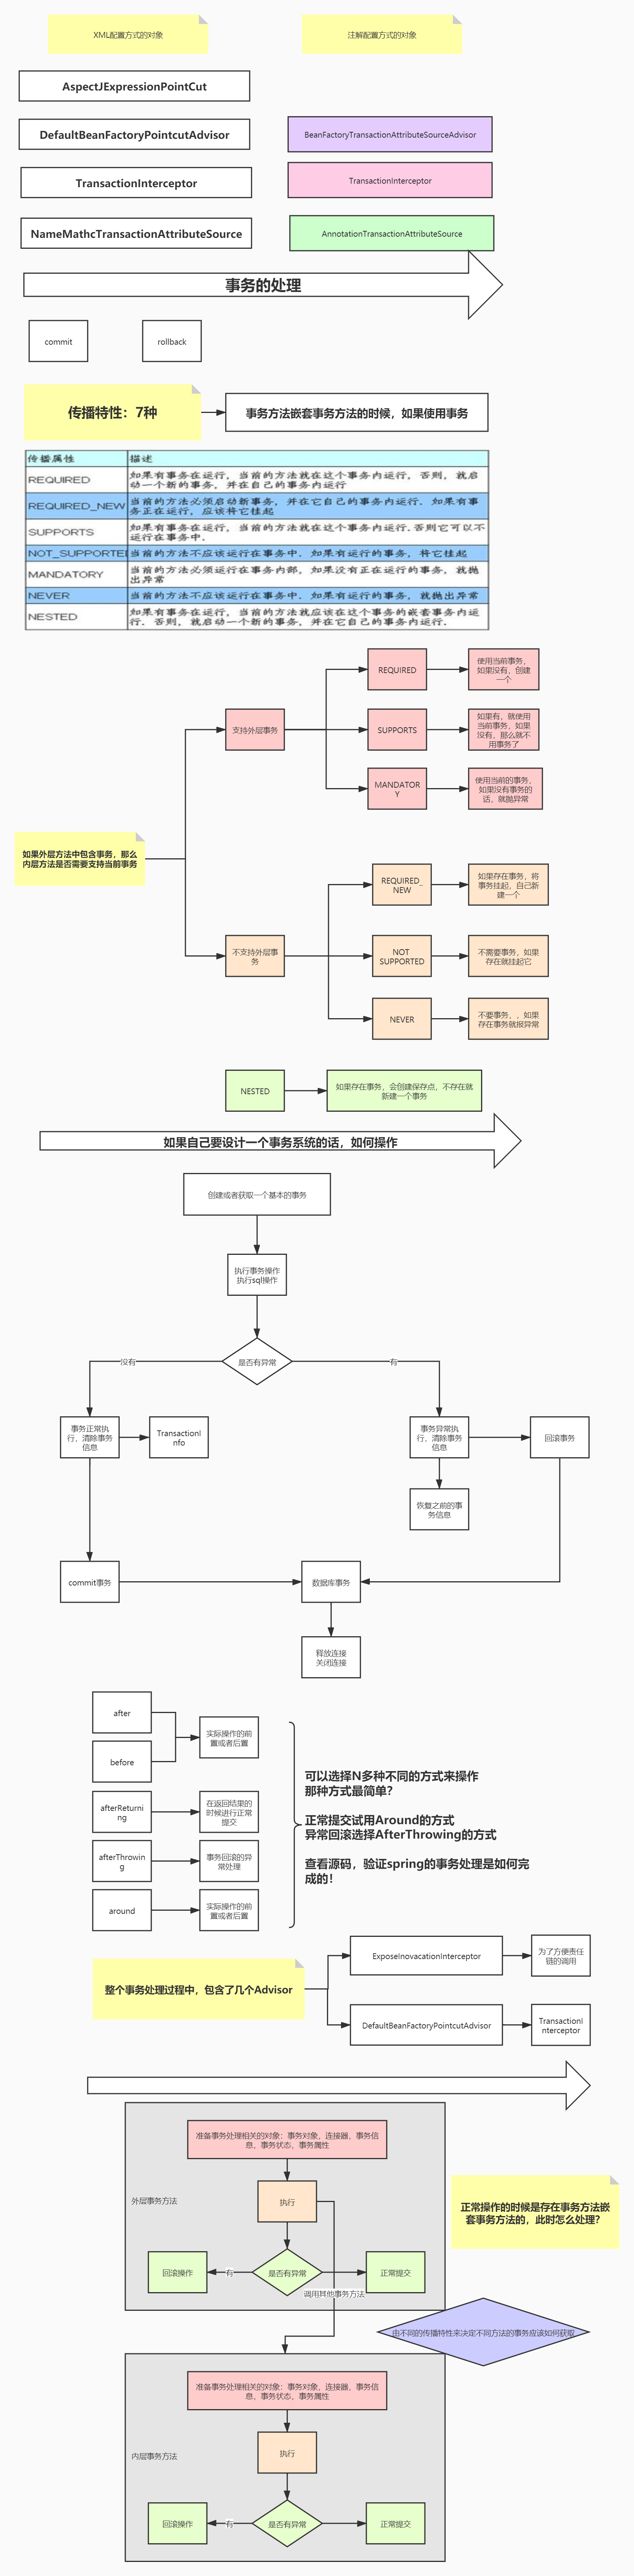 XML配置方式的对象
注解配置方式的对象
AspectJExpressionPointCut
DefaultBeanFactoryPointcutAdvisor
BeanFactoryTransactionAttributeSourceAdvisor
TransactionInterceptor
TransactionInterceptor
NameMathcTransactionAttributeSource
AnnotationTransactionAttributeSource
事务的处理
commit
rollback
传播特性：7种
事务方法嵌套事务方法的时候，如果使用事务
传播属性
描述
REQUIRED
如果有事务在运行，当前的方法就在这个事务内运行，否则，就启
动一个新的事务，并在自己的事务内运行
REQUIRED_NEW
当前的方法必须启动新事务，并在它自己的事务内运行．如果有事
务正在运行，应该将它挂起
SUPPORTS
如果有事务在运行，当前的方法就在这个事务内运行．否则它可以不
运行在事务中．
NOT_SUPPORTED
当前的方法不应该运行在事务中．如果有运行的事务，将它挂起
MANDATORY
当前的方法必须运行在事务内部，如果没有正在运行的事务，就抛
出异常
NEVER
当前的方法不应该运行在事务中．如果有运行的事务，就抛出异常
NESTED
如果有事务在运行，当前的方法就应该在这个事务的嵌套事务内运
行．否则，就启动一个新的事务，并在它自己的事务内运行．
REQUIRED
使用当前事务，
如果没有，创建
一个
支持外层事务
SUPPORTS
如果有，就使用
当前事务，如果
没有，那么就不
用事务了
MANDATOR
Y
使用当前的事务，
如果没有事务的
话，就抛异常
如果外层方法中包含事务，那么
内层方法是否需要支持当前事务
REQUIRED_
NEW
如果存在事务，将
事务挂起，自己新
建一个
不支持外层事
务
NOT
SUPPORTED
不需要事务，如果
存在就挂起它
NEVER
不要事务，，如果
存在事务就报异常
NESTED
如果存在事务，会创建保存点，不存在就
新建一个事务
如果自己要设计一个事务系统的话，如何操作
创建或者获取一个基本的事务
执行事务操作
执行sql操作
是否有异常
没有
有
事务正常执
行，清除事务
信息
TransactionI
nfo
事务异常执
行，清除事务
信息
回滚事务
恢复之前的事
务信息
commit事务
数据库事务
释放连接
关闭连接
after
before
实际操作的前
置或者后置
afterReturni
ng
在返回结果的
时候进行正常
提交
afterThrowin
g
事务回滚的异
常处理
around
实际操作的前
置或者后置
可以选择N多种不同的方式来操作
那种方式最简单？
正常提交试用Around的方式
异常回滚选择AfterThrowing的方式
查看源码，验证spring的事务处理是如何完
成的！
整个事务处理过程中，包含了几个Advisor
ExposeInovacationInterceptor
为了方便责任
链的调用
DefaultBeanFactoryPointcutAdvisor
TransactionI
nterceptor
准备事务处理相关的对象：事务对象，连接器，事务信
息，事务状态，事务属性
外层事务方法
执行
回滚操作
有
是否有异常
正常提交
调用其他事务方法
正常操作的时候是存在事务方法嵌
套事务方法的，此时怎么处理？
由不同的传播特性来决定不同方法的事务应该如何获取
准备事务处理相关的对象：事务对象，连接器，事务信
息，事务状态，事务属性
内层事务方法
执行
回滚操作
有
是否有异常
正常提交